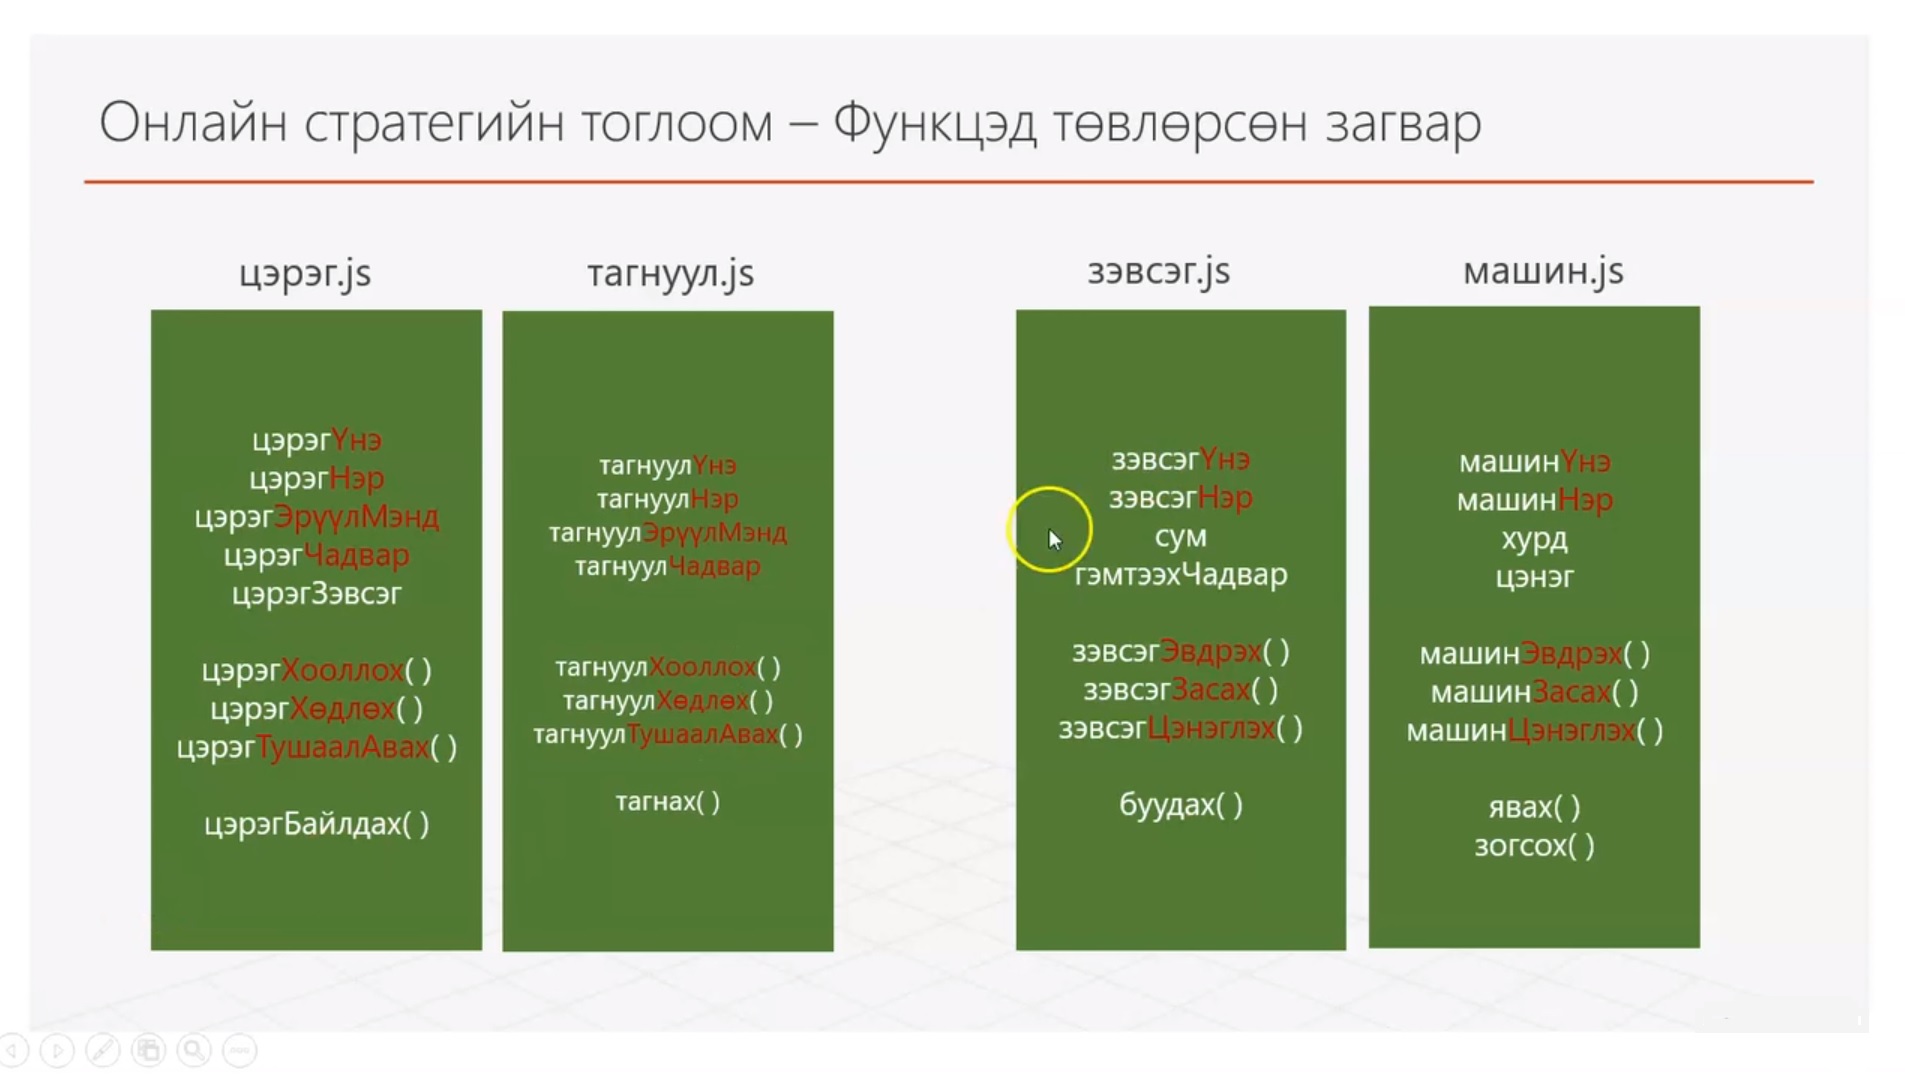 Онлайн стратегийн тоглоом – Функцэд төвлөрсөн загвар
цэрэг.js
цэрэгҮнэ
цэрэгНэр
цэрэгЭрүүлМэнд
цэрэгЧадвар
цэрэгЗэвсэг
цэрэгХооллох( )
цэрэгХөдлөх( )
цэрэгТушаалАвах( )
цэрэгБайлдах( )
тагнуул.js
тагнуулҮнэ
тагнуулНэр
тагнуулЭрүүлМэнд
тагнуулЧадвар
тагнуулХооллох( )
тагнуулХөдлөх( )
тагнуулТушаалАвах( )
тагнах( )
зэвсэг.js
зэвсэгҮнэ
зэвсэгНэр
сум
гэмтээхЧадвар
зэвсэгЭвдрэх( )
зэвсэгЗасах( )
зэвсэгЦэнэглэх( )
буудах( )
машин.js
машинҮнэ
машинНэр
хурд
цэнэг
машинЭвдрэх( )
машинЗасах( )
машинЦэнэглэх( )
явах( )
зогсох( )